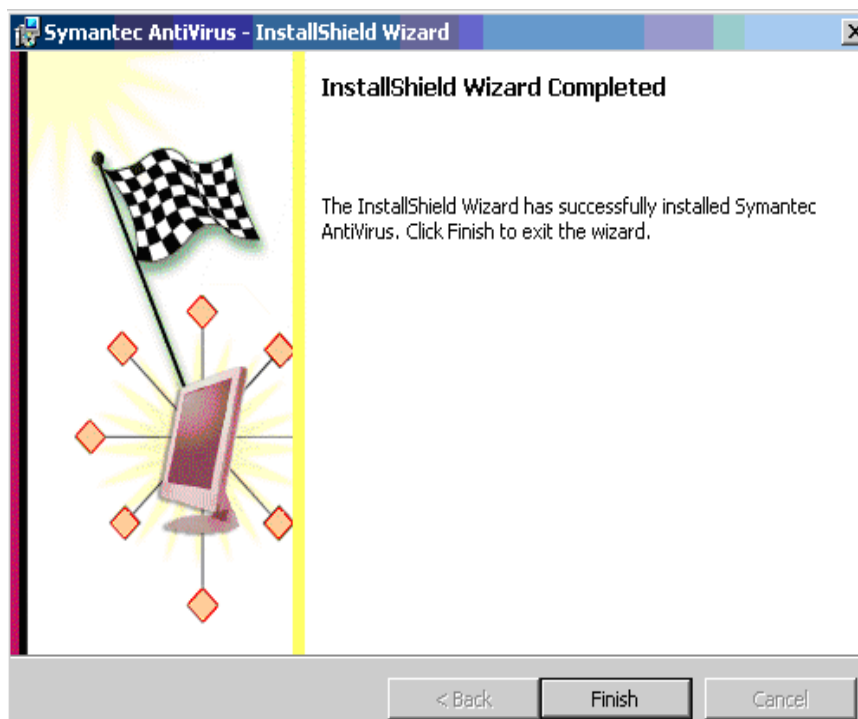 Symantec AntiVirus - InstallShield Wizard
InstallShield Wizard Completed
The InstallShield Wizard has successfully installed Symantec
AntiVirus. Click Finish to exit the wizard.
< Back
Finish
Cancel